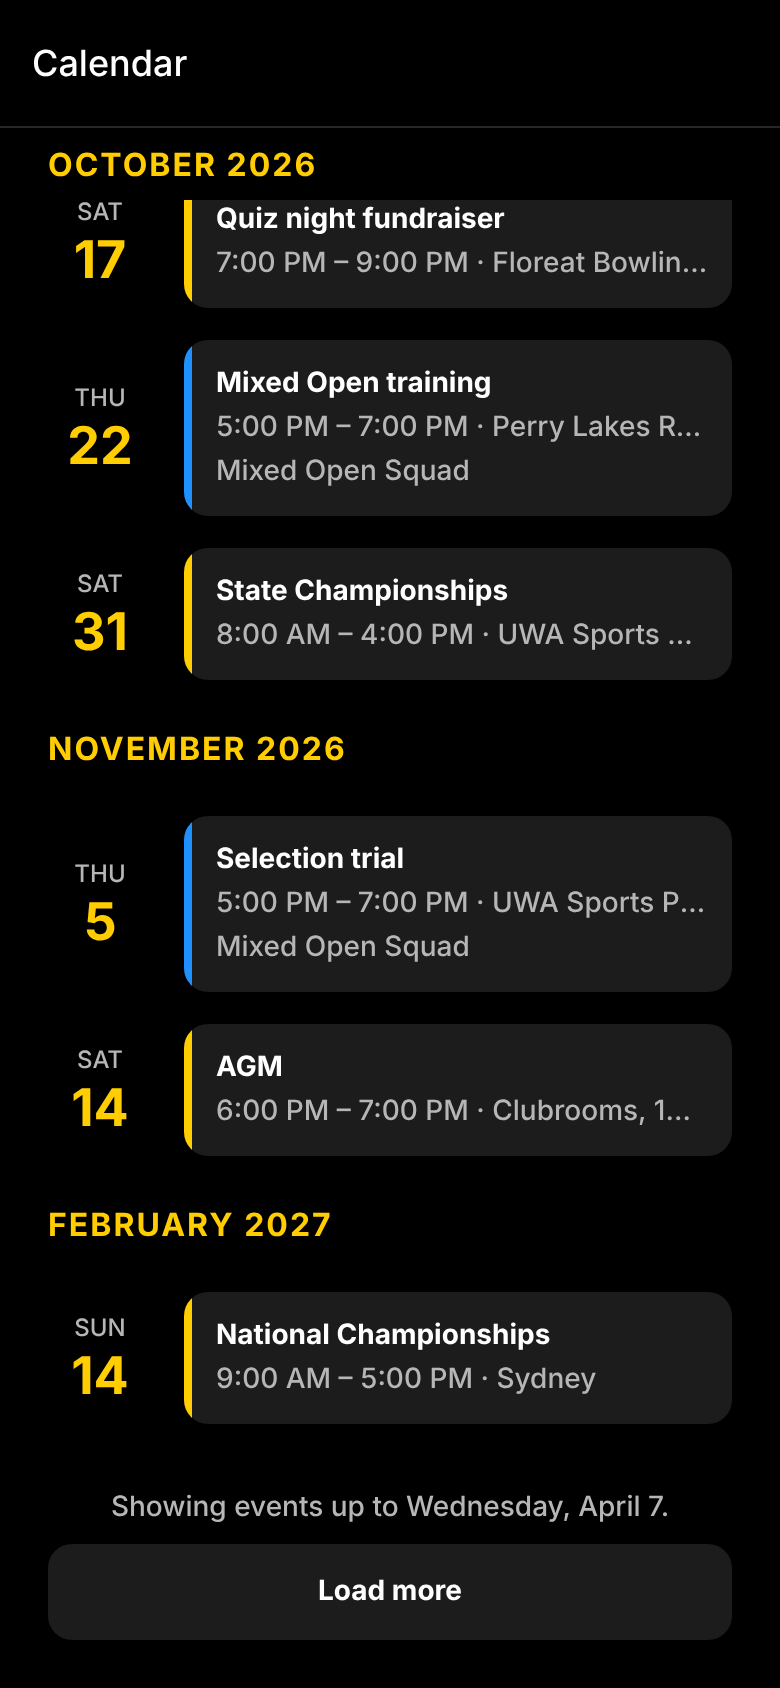 Calendar
OCTOBER 2026
SAT
17
Quiz night fundraiser
7:00 PM – 9:00 PM · Floreat Bowlin...
THU
22
Mixed Open training
5:00 PM – 7:00 PM · Perry Lakes R...
Mixed Open Squad
SAT
31
State Championships
8:00 AM – 4:00 PM · UWA Sports ...
NOVEMBER 2026
THU
5
Selection trial
5:00 PM – 7:00 PM · UWA Sports P...
Mixed Open Squad
SAT
14
AGM
6:00 PM – 7:00 PM · Clubrooms, 1...
FEBRUARY 2027
SUN
14
National Championships
9:00 AM – 5:00 PM · Sydney
Showing events up to Wednesday, April 7.
Load more